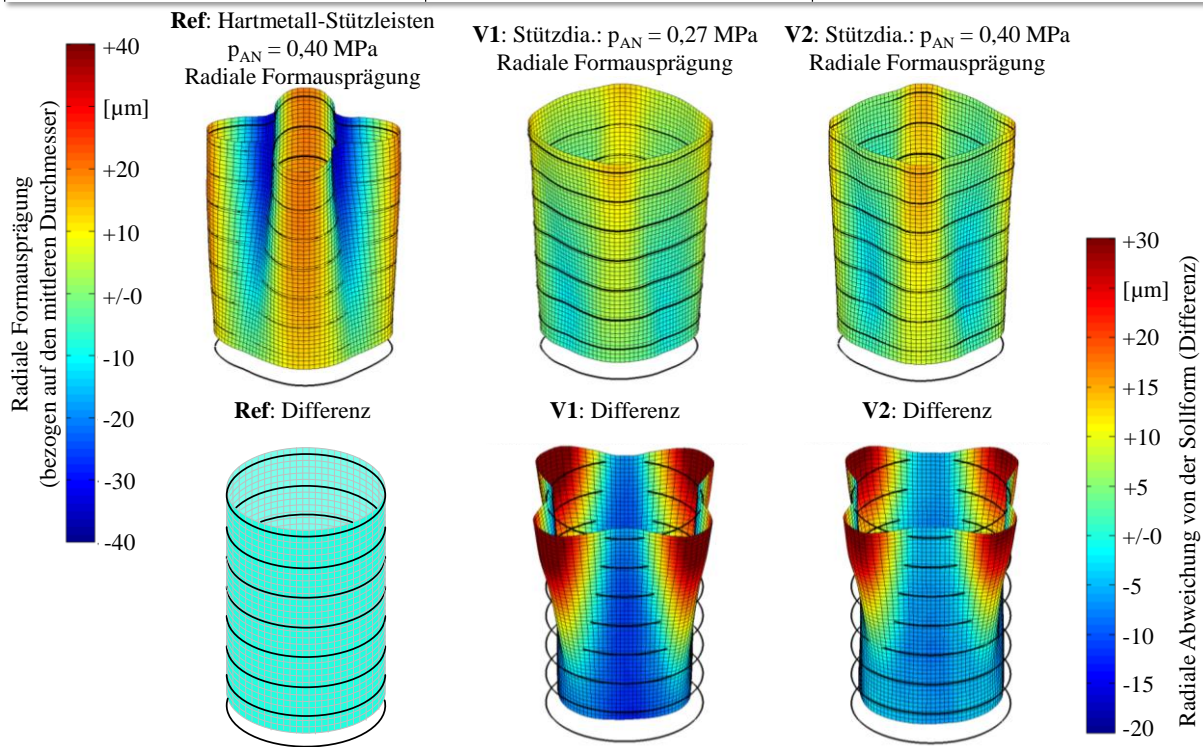 Ref: Hartmetall-Stützleisten
p_AN = 0,40 MPa
Radiale Formausprägung
V1: Stützdia.: p_AN = 0,27 MPa
Radiale Formausprägung
V2: Stützdia.: p_AN = 0,40 MPa
Radiale Formausprägung
Radiale Formausprägung
(bezogen auf den mittleren Durchmesser)
+40
[µm]
+20
+10
+/-0
-10
-20
-30
-40
Ref: Differenz
V1: Differenz
V2: Differenz
+30
[µm]
+20
+15
+10
+5
+/-0
-5
-10
-15
-20
Radiale Abweichung von der Sollform (Differenz)